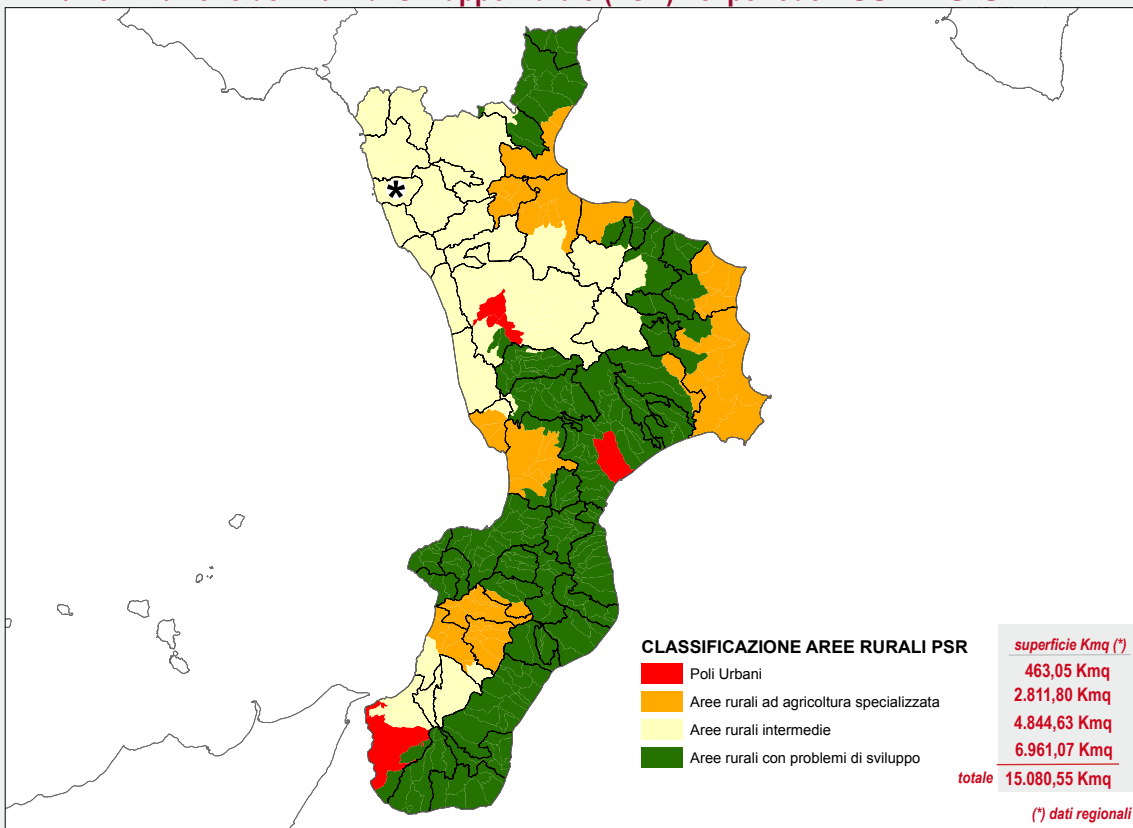 *
CLASSIFICAZIONE AREE RURALI PSR
superficie Kmq (*)
Poli Urbani
463,05 Kmq
Aree rurali ad agricoltura specializzata
2.811,80 Kmq
Aree rurali intermedie
4.844,63 Kmq
Aree rurali con problemi di sviluppo
6.961,07 Kmq
totale 15.080,55 Kmq
(*) dati regionali